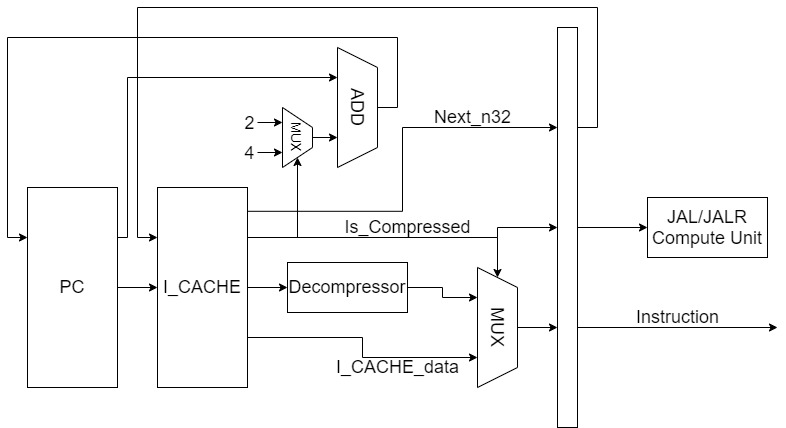 ADD
2
MUX
4
Next_n32
Is_Compressed
JAL/JALR
Compute Unit
PC
I_CACHE
Decompressor
MUX
Instruction
I_CACHE_data